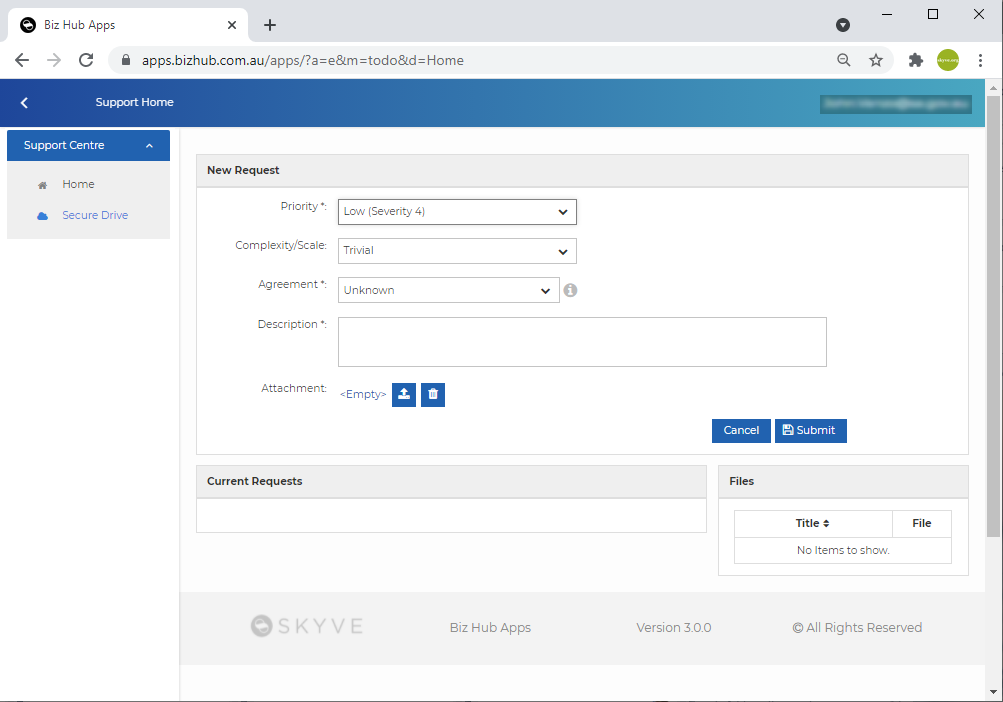 Biz Hub Apps
apps.bizhub.com.au/apps/?a=e&m=todo&d=Home
Support Home
Support Centre
Home
Secure Drive
New Request
Priority *:
Low (Severity 4)
Complexity/Scale:
Trivial
Agreement *:
Unknown
Description *:
Attachment:
<Empty>
Cancel
Submit
Current Requests
Files
Title
File
No Items to show.
SKYVE
Biz Hub Apps
Version 3.0.0
© All Rights Reserved